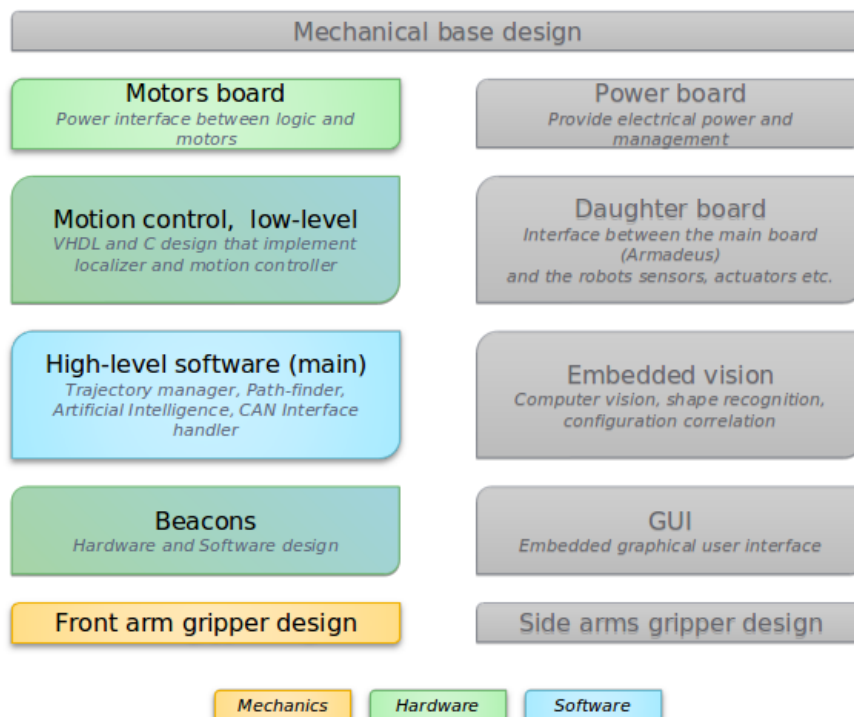 Mechanical base design
Motors board
Power interface between logic and
motors
Power board
Provide electrical power and
management
Motion control,  low-level
VHDL and C design that implement
localizer and motion controller
Daughter board
Interface between the main board
(Armadeus)
and the robots sensors, actuators etc.
High-level software (main)
Trajectory manager, Path-finder,
Artificial Intelligence, CAN Interface
handler
Embedded vision
Computer vision, shape recognition,
configuration correlation
Beacons
Hardware and Software design
GUI
Embedded graphical user interface
Front arm gripper design
Side arms gripper design
Mechanics
Hardware
Software